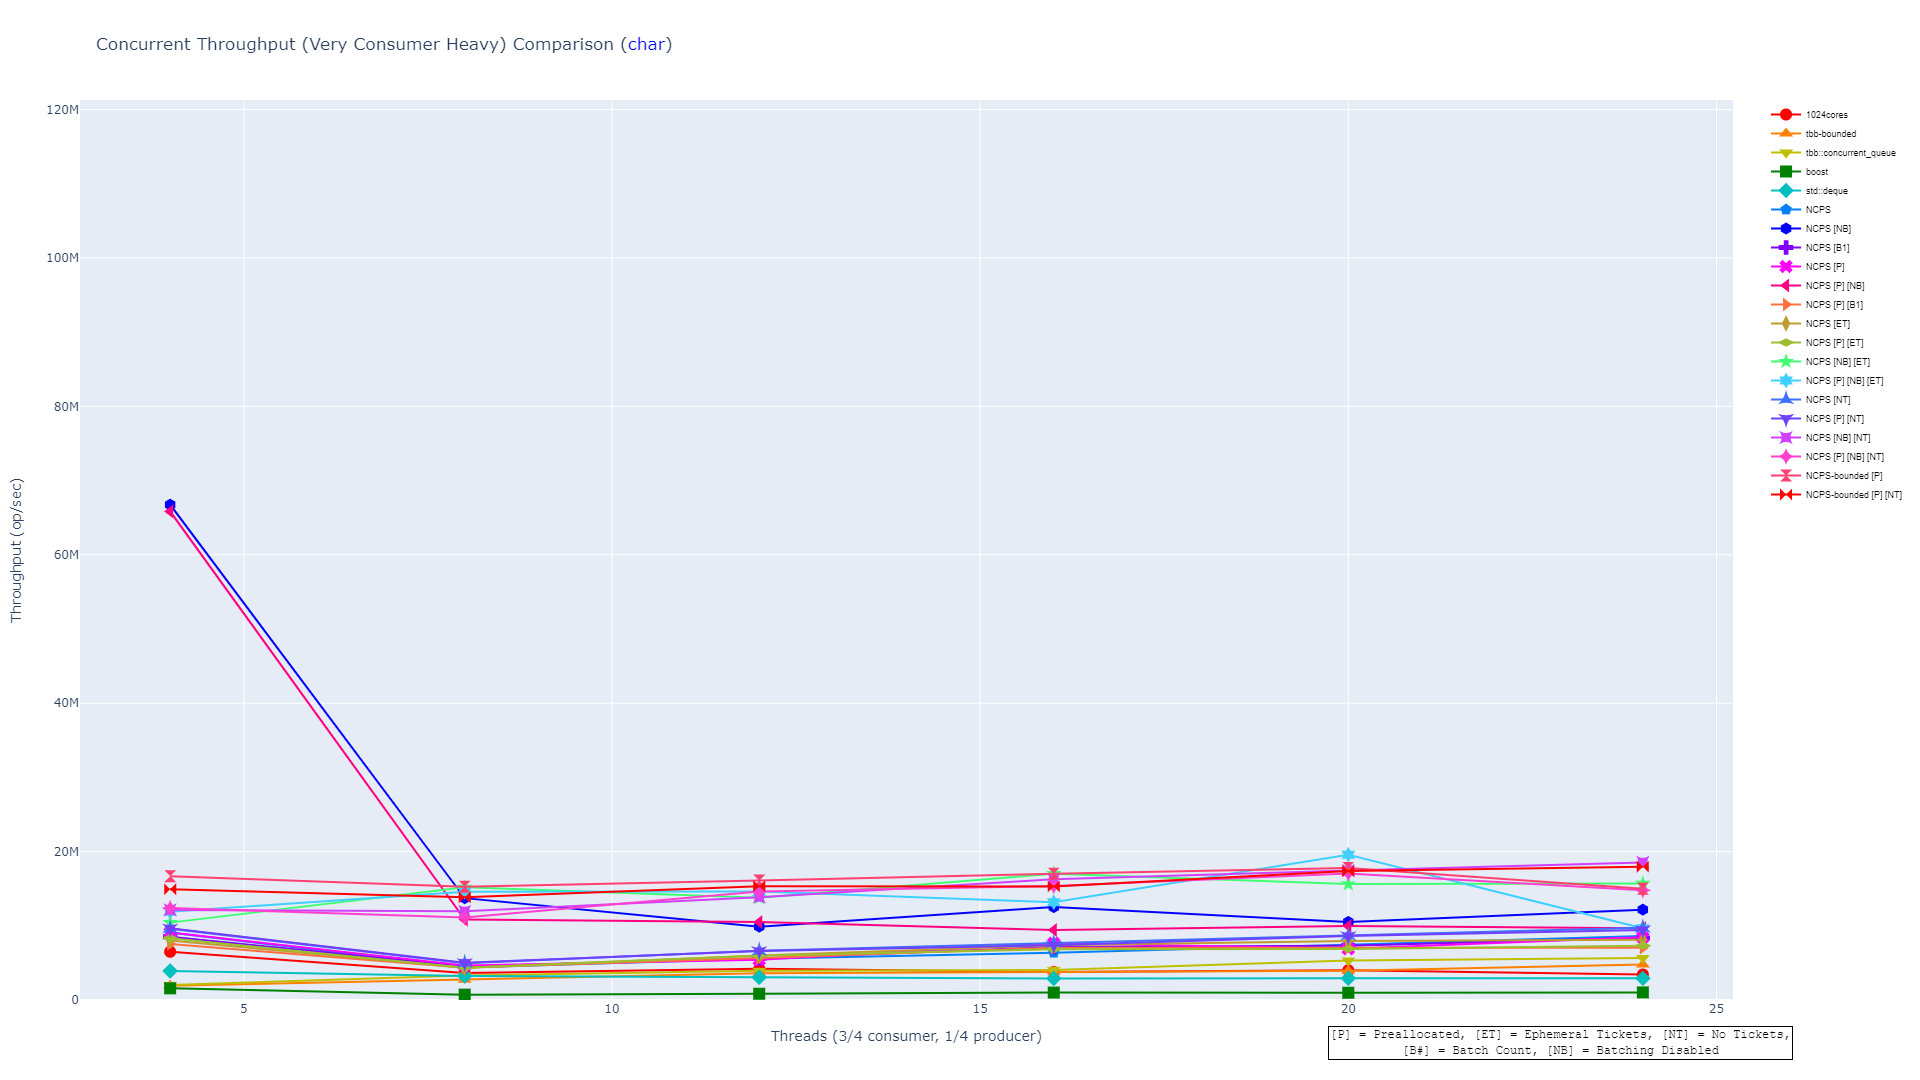 Concurrent Throughput (Very Consumer Heavy) Comparison (char)
120M
100M
80M
60M
40M
20M
0
Throughput (op/sec)
5
10
15
20
25
Threads (3/4 consumer, 1/4 producer)
1024cores
tbb-bounded
tbb::concurrent_queue
boost
std::deque
NCPS
NCPS [NB]
NCPS [B1]
NCPS [P]
NCPS [P] [NB]
NCPS [P] [B1]
NCPS [ET]
NCPS [P] [ET]
NCPS [NB] [ET]
NCPS [P] [NB] [ET]
NCPS [NT]
NCPS [P] [NT]
NCPS [NB] [NT]
NCPS [P] [NB] [NT]
NCPS-bounded [P]
NCPS-bounded [P] [NT]
[P] = Preallocated, [ET] = Ephemeral Tickets, [NT] = No Tickets,
[B#] = Batch Count, [NB] = Batching Disabled